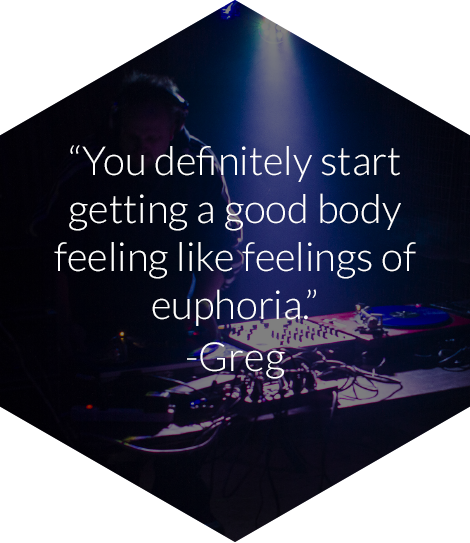 “You definitely start
getting a good body
feeling like feelings of
euphoria.”
-Greg